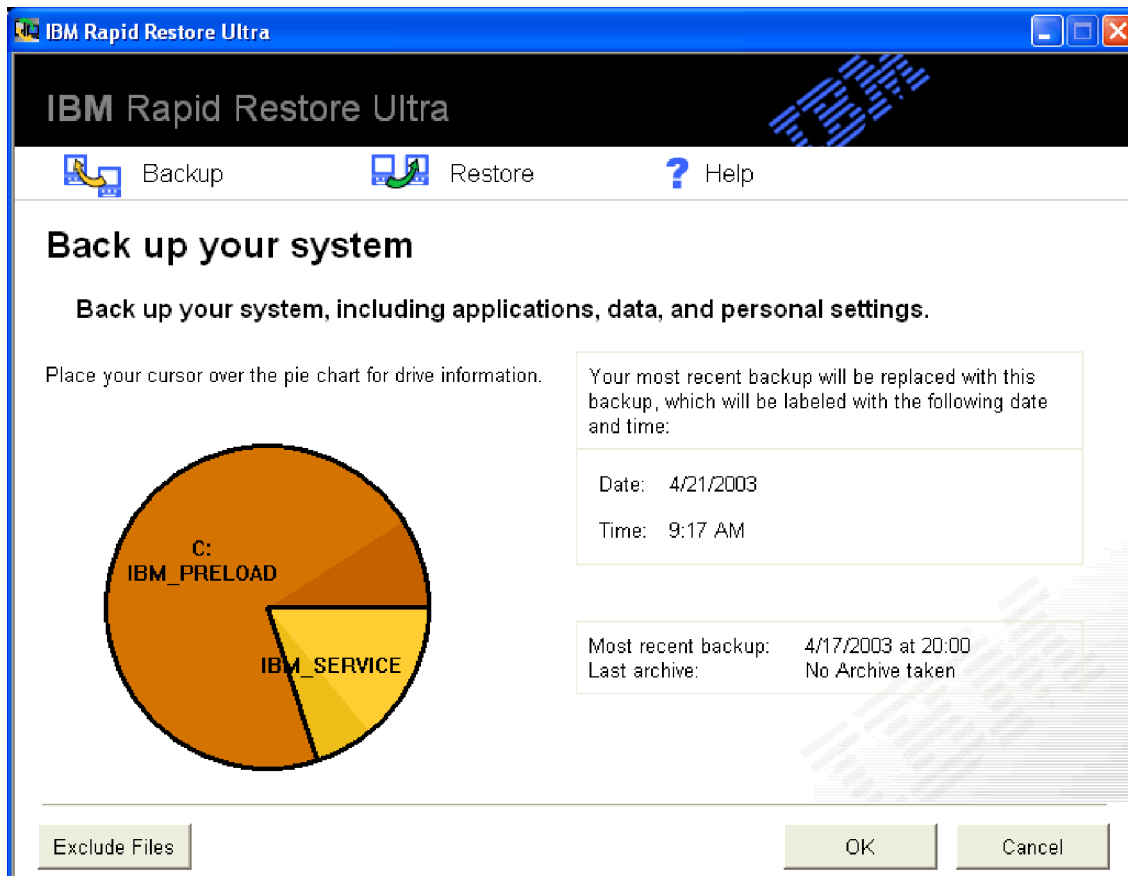 IBM Rapid Restore Ultra
IBM Rapid Restore Ultra
IBM
Backup
Restore
? Help
Back up your system
Back up your system, including applications, data, and personal settings.
Place your cursor over the pie chart for drive information.
C:
IBM_PRELOAD
IBM_SERVICE
Your most recent backup will be replaced with this
backup, which will be labeled with the following date
and time:
Date: 4/21/2003
Time: 9:17 AM
Most recent backup: 4/17/2003 at 20:00
Last archive: No Archive taken
IBM
Exclude Files
OK
Cancel